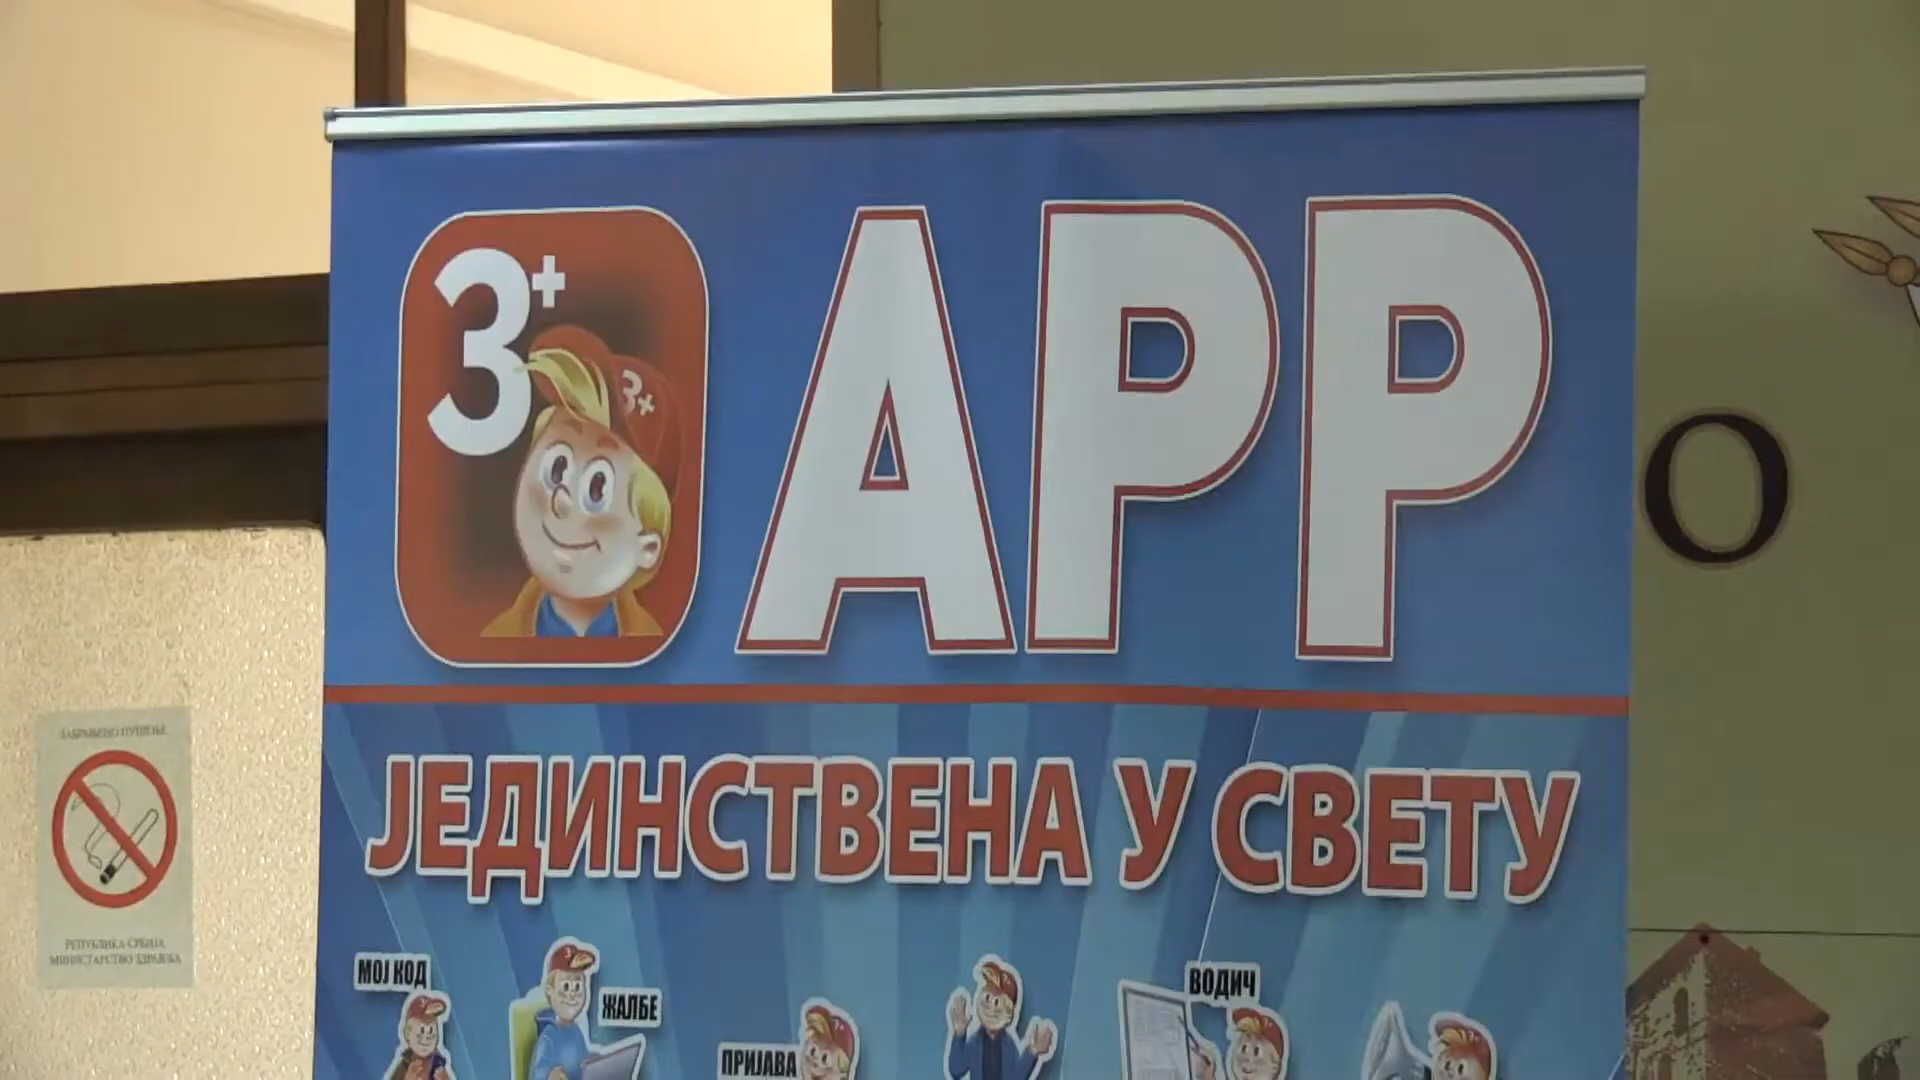 3+
3+
APP
ЈЕДИНСТВЕНА У СВЕТУ
МОЈ КОД
ЖАЛБЕ
ПРИЈАВА
ВОДИЧ
ЗАБРАЊЕНО ПУШЕЊЕ
РЕПУБЛИКА СРБИЈА
МИНИСТАРСТВО ЗДРАВЉА
О